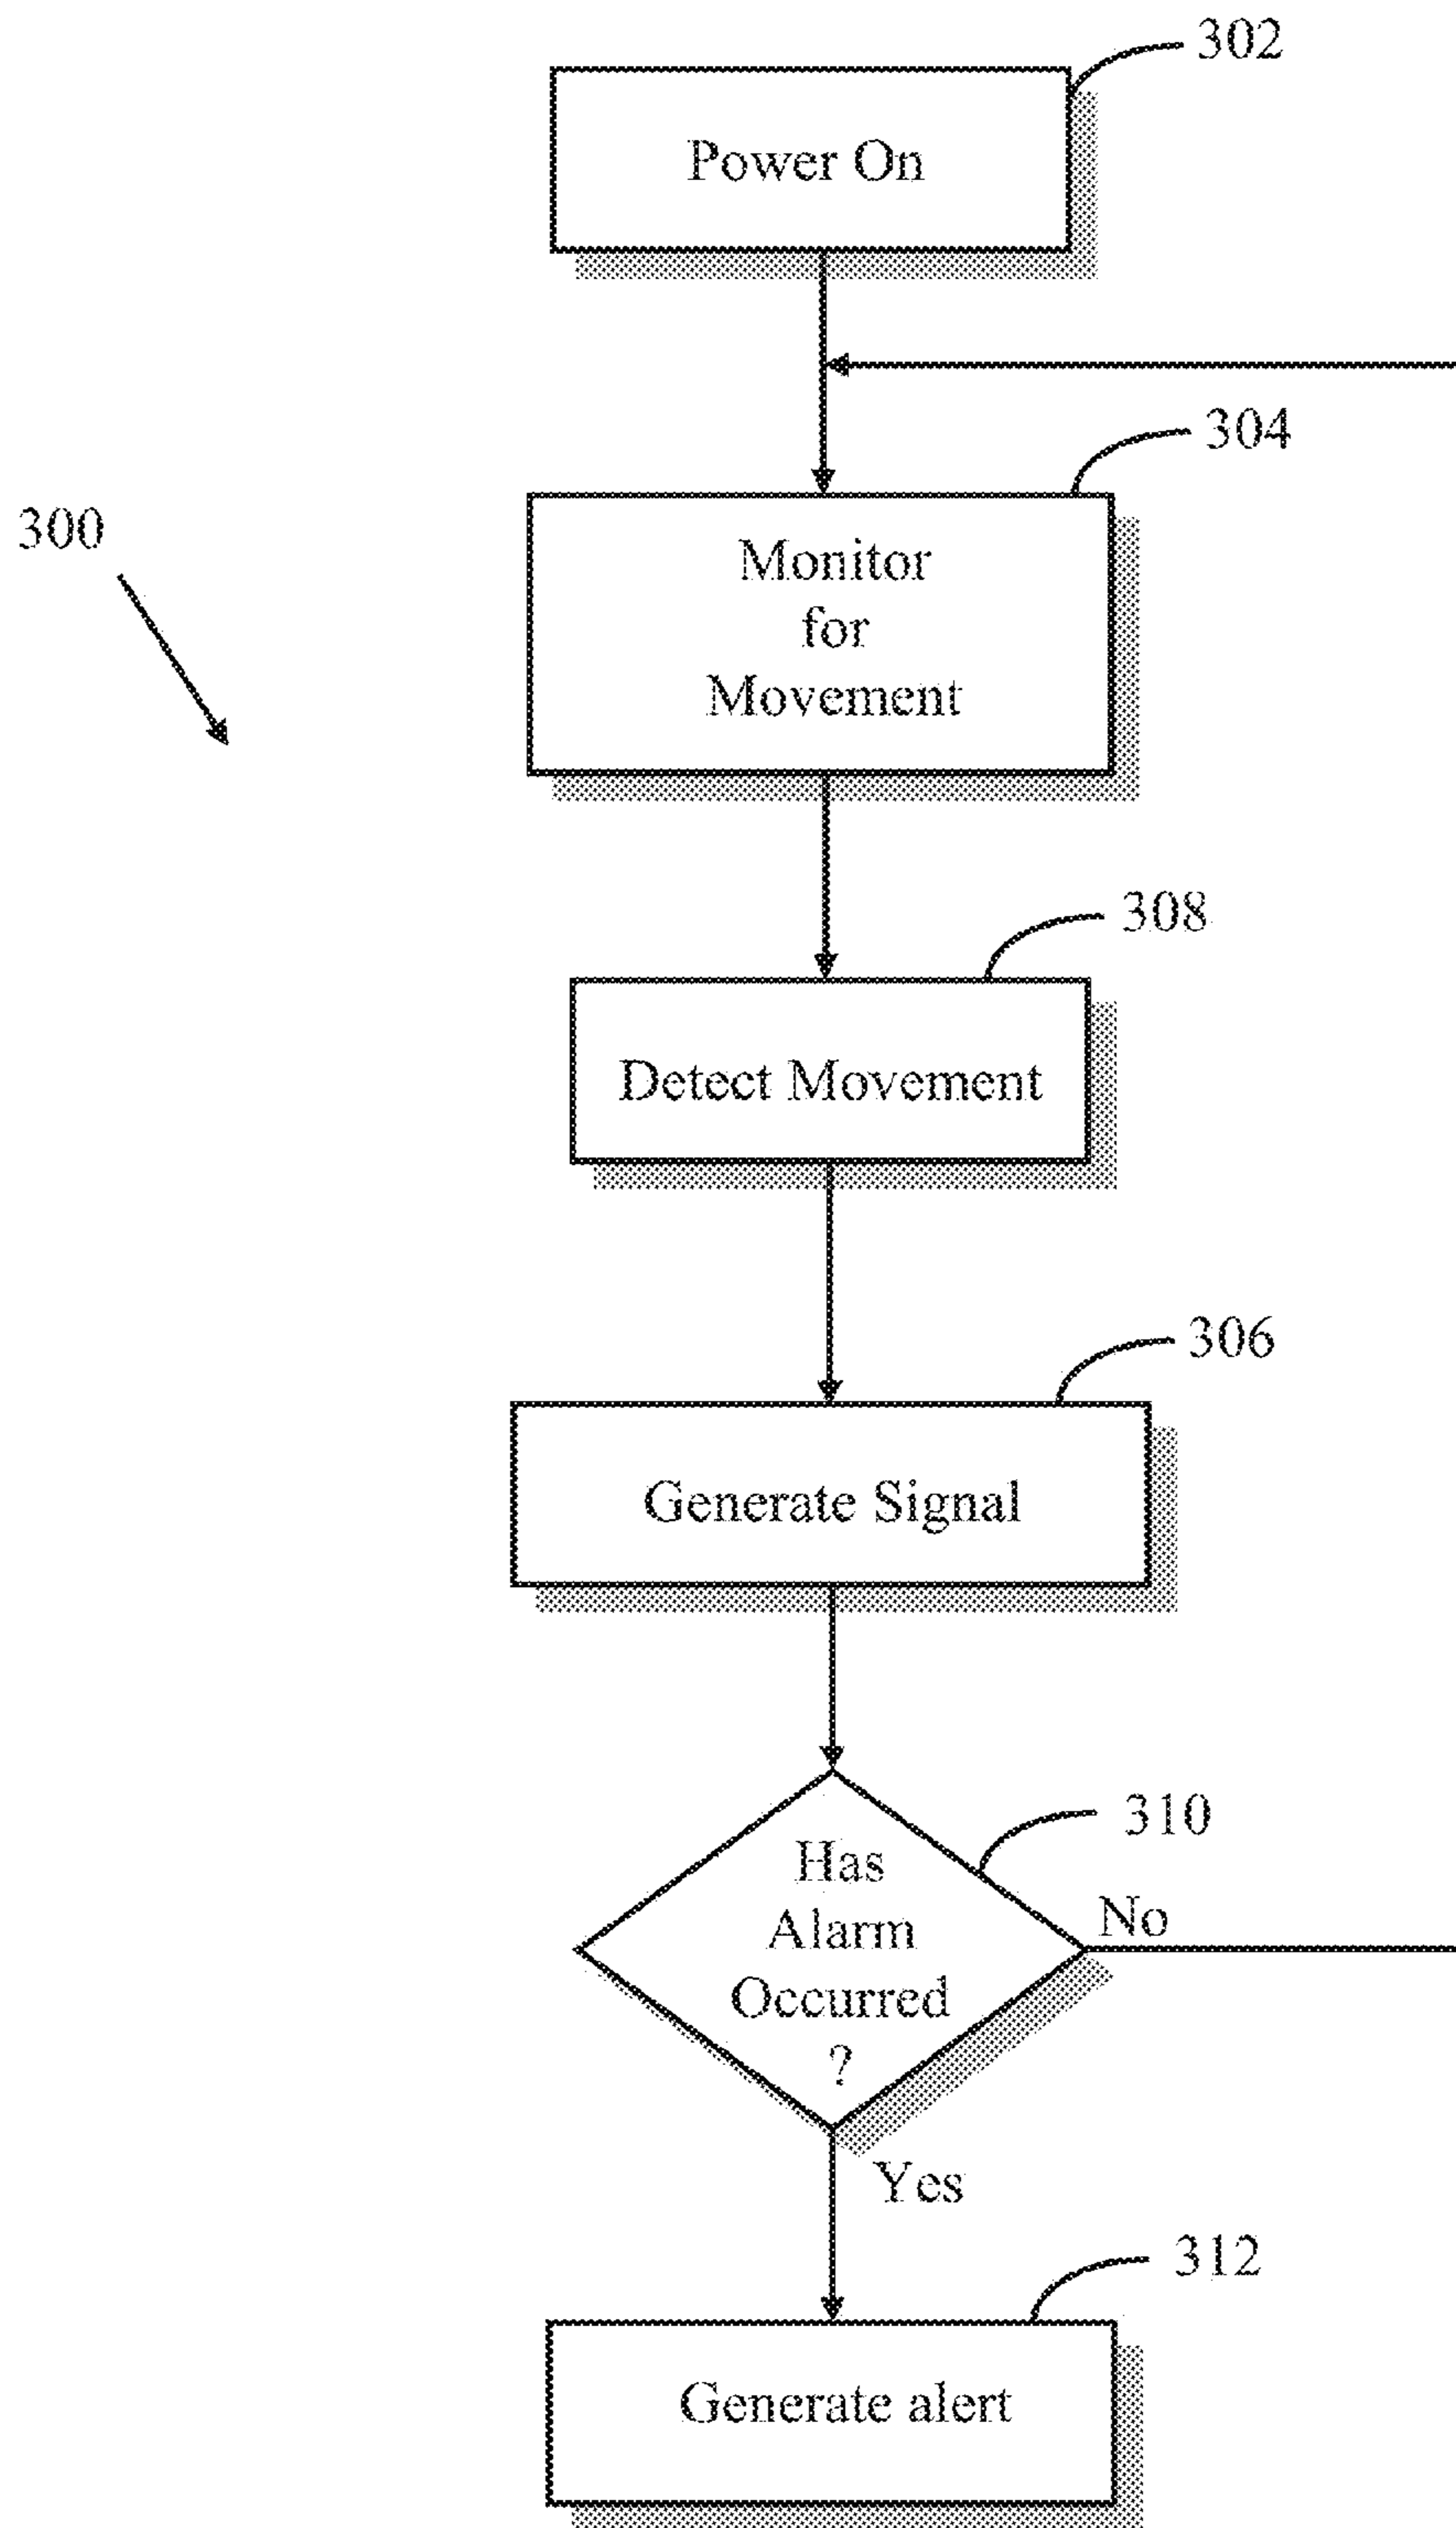 302
Power On
304
300
Monitor
for
Movement
308
Detect Movement
306
Generate Signal
310
Has
Alarm
Occurred
?
No
Yes
312
Generate alert